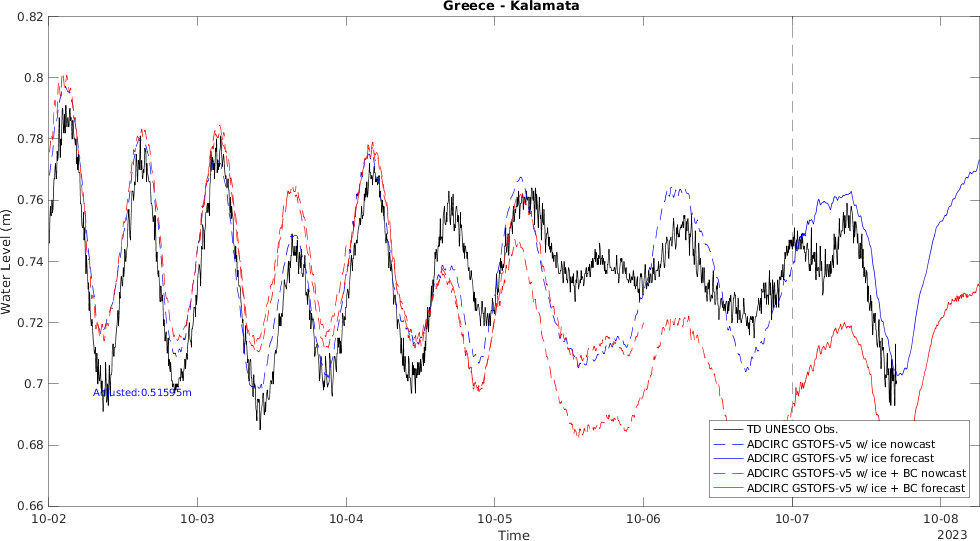 Greece - Kalamata
0.82
0.8
0.78
0.76
0.74
0.72
0.7
0.68
0.66
Water Level (m)
Adjusted:0.51595m
TD UNESCO Obs.
ADCIRC GSTOFS-v5 w/ ice nowcast
ADCIRC GSTOFS-v5 w/ ice forecast
ADCIRC GSTOFS-v5 w/ ice + BC nowcast
ADCIRC GSTOFS-v5 w/ ice + BC forecast
10-02 10-03 10-04 10-05 10-06 10-07 10-08
Time
2023